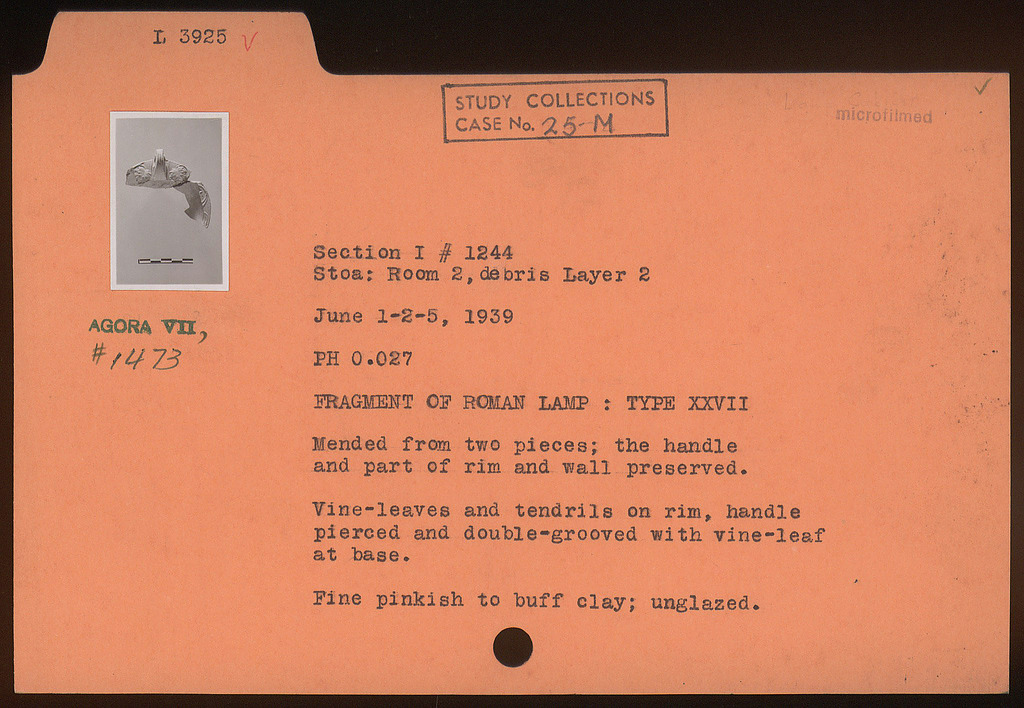 L 3925
STUDY COLLECTIONS
CASE No. 25-M
microfilmed
Section I # 1244
Stoa: Room 2, debris Layer 2
June 1-2-5, 1939
AGORA VII,
#1473
PH 0.027
FRAGMENT OF ROMAN LAMP : TYPE XXVII
Mended from two pieces; the handle
and part of rim and wall preserved.
Vine-leaves and tendrils on rim, handle
pierced and double-grooved with vine-leaf
at base.
Fine pinkish to buff clay; unglazed.